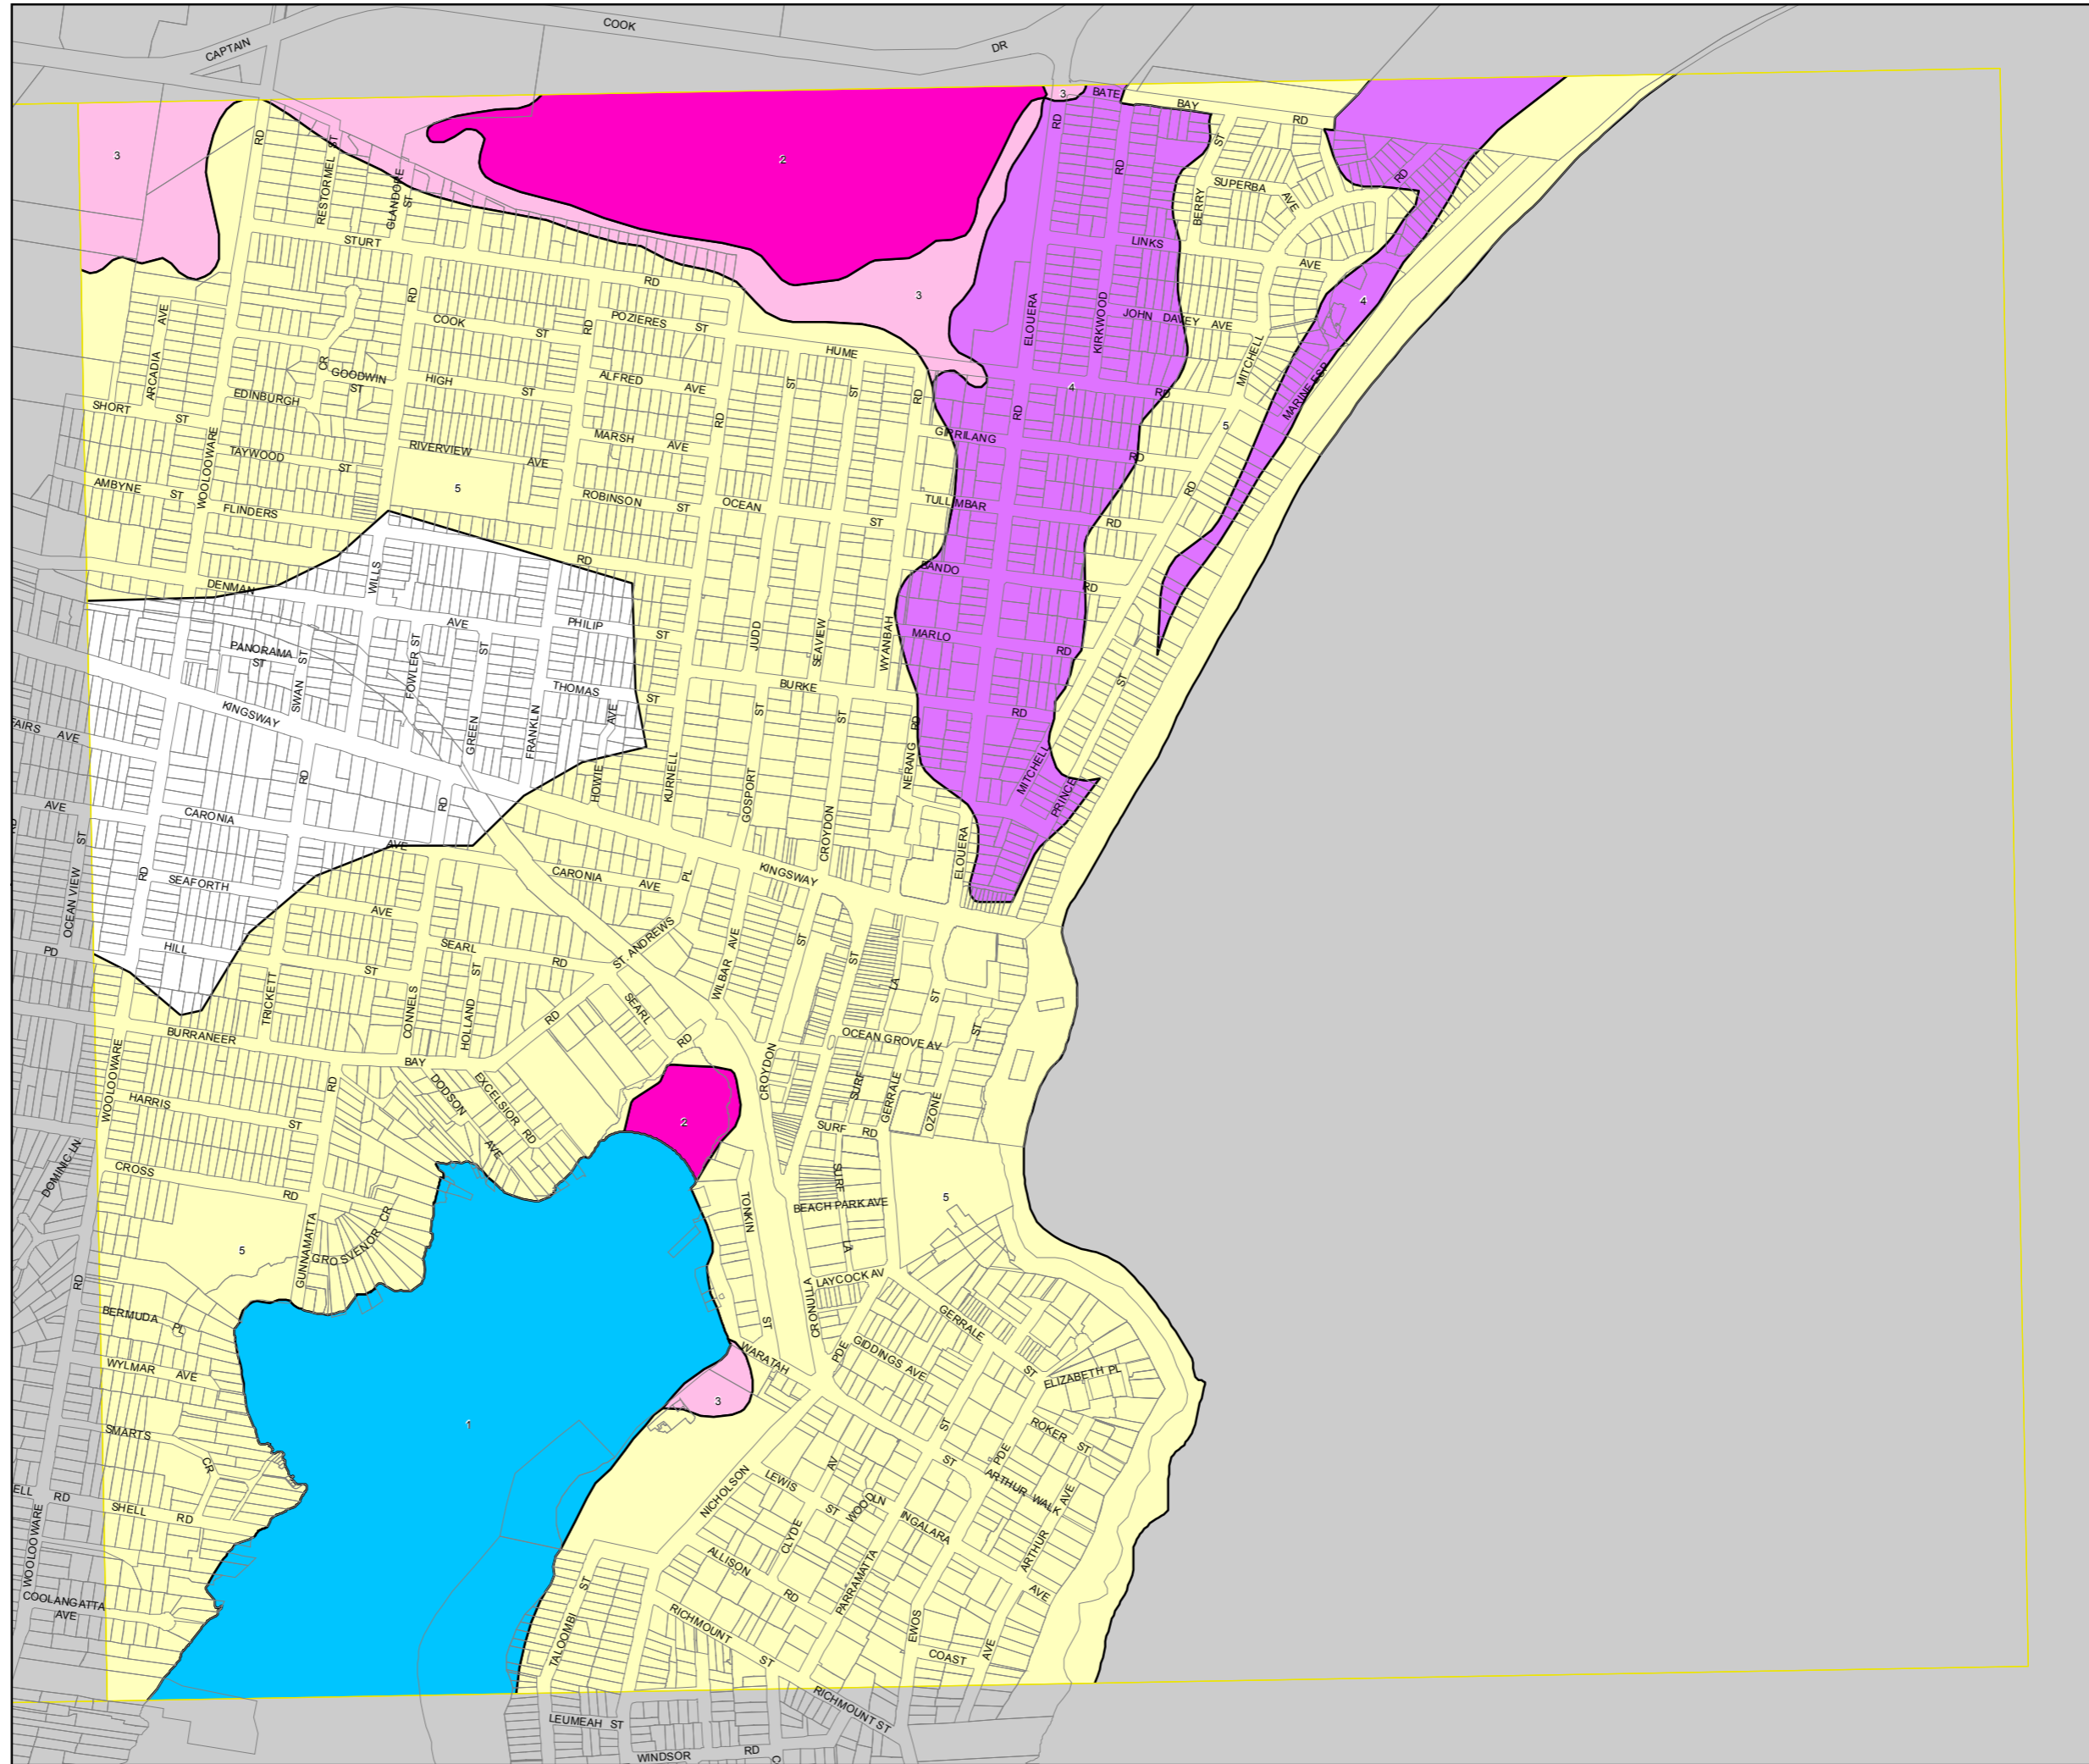 COOK
CAPTAIN
DR
3
BATE
BAY
RD
RD
RD
ST
3
RD
RESTORMEL ST
2
RD
GLANDORE
ST
SUPERBA
AVE
RD
BERRY
STURT
LINKS
AVE
RD
3
4
RD
COOK
ST
RD
POZIERES
ST
ELOUERA
KIRKWOOD
JOHN DAVEY AVE
AVE
ARCADIA
CR
GOODWIN
ST
HIGH
ST
ALFRED
AVE
HUME
ST
ST
RD
4
MITCHELL
MARINE ESP
EDINBURGH
SHORT
ST
RD
RD
RD
5
WOOLOOWARE
TAYWOOD
ST
RIVERVIEW
AVE
MARSH
AVE
GIRRILANG
RD
AMBYNE
ST
FLINDERS
5
ROBINSON
ST
OCEAN
ST
TULLIMBAR
RD
RD
DENMAN
WILLS
RD
BANDO
RD
AVE
PHILIP
ST
JUDD
SEAVIEW
WYANBAH
MARLO
RD
PANORAMA
ST
SWAN
ST
FOWLER ST
ST
THOMAS
ST
BURKE
ST
KINGSWAY
GREEN
FRANKLIN
AVE
ST
ST
RD
RD
FAIRS AVE
RD
HOWIE
KURNELL
GOSPORT
CROYDON
NERANG
MITCHELL
PRINCE
AVE
CARONIA
RD
AVE
ELOUERA
ST
OCEAN VIEW
RD
SEAFORTH
CARONIA
AVE
PL
KINGSWAY
AVE
HILL
SEARL
RD
ST. ANDREWS
AVE
ST
ST
PD
TRICKETT
ST
CONNELS
HOLLAND
ST
RD
SEARL
RD
WILBAR
LA
ST
ST
BURRANEER
BAY
OCEAN GROVE AV
WOOLOOWARE
HARRIS
ST
RD
DODSON
EXCELSIOR
RD
AVE
CROYDON
SURF
GERRALE
OZONE
2
SURF RD
DOMINIC LN
CROSS
RD
TONKIN
SURF
BEACH PARK AVE
5
5
GUNNAMATTA
GROSVENOR CR
LA
LAYCOCK AV
RD
BERMUDA
PL
ST
CRONULLA
GERRALE
ST
WYLMAR
AVE
WARATAH
PDE
GIDDINGS AVE
ELIZABETH PL
3
1
SMARTS
CR
ROKER
ST
ST
PDE
ELL RD
SHELL
RD
NICHOLSON
LEWIS
ST
AV
WOODLN
ST
ARTHUR WALK
AVE
WOOLOOWARE
CLYDE
INGALARA
AVE
ARTHUR
COOLANGATTA
AVE
ST
TALOOMBI
ALLISON
RD
PARRAMATTA
RICHMOUNT
ST
EWOS
COAST
AVE
LEUMEAH ST
RICHMOUNT ST
WINDSOR
RD